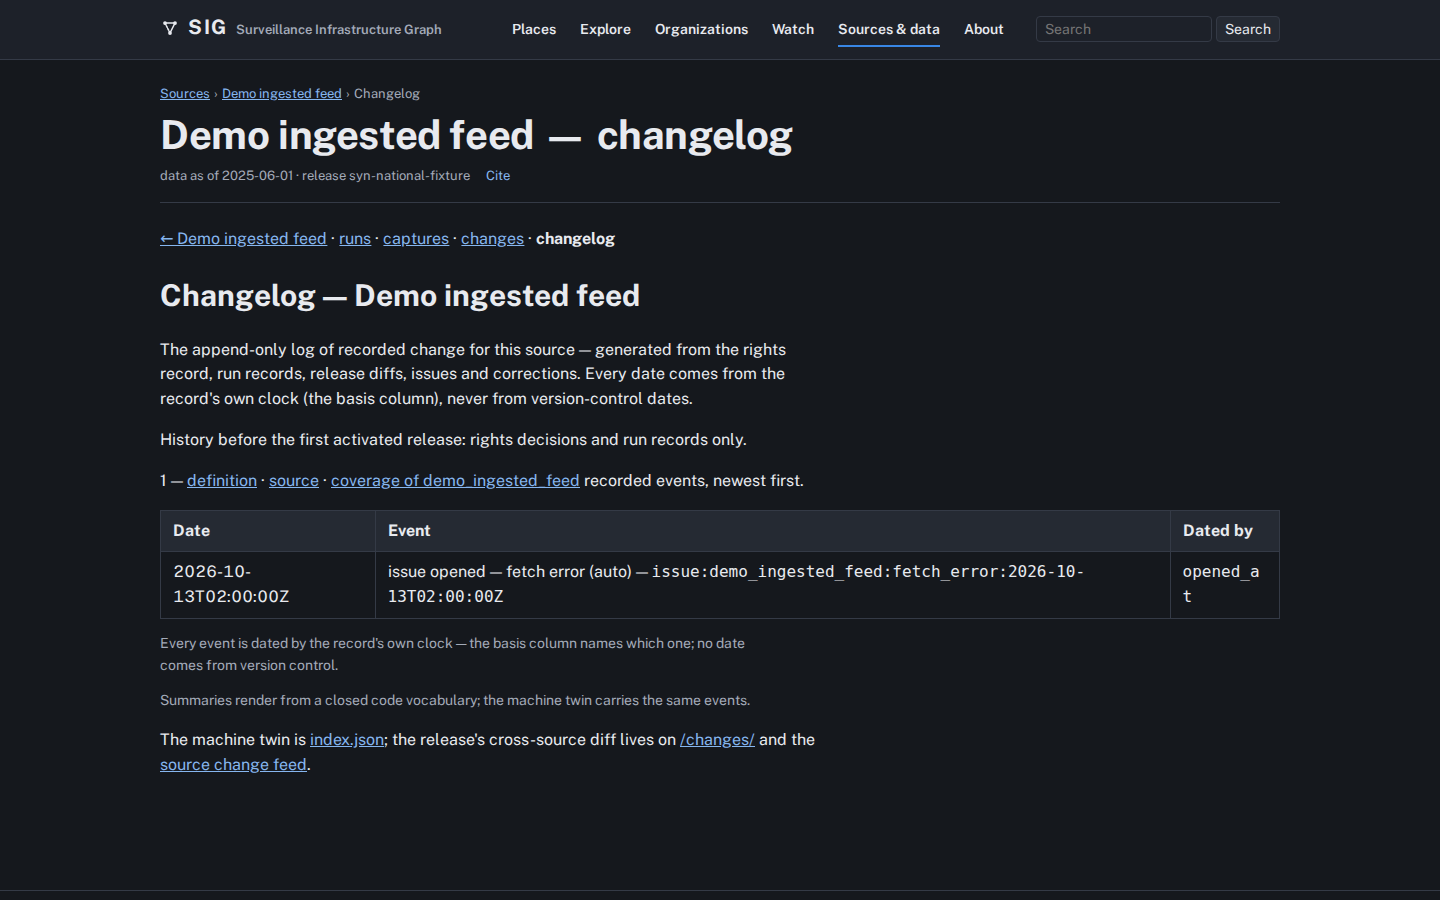 SIG Surveillance Infrastructure Graph Places Explore Organizations Watch Sources & data About Search Search
Sources › Demo ingested feed › Changelog
Demo ingested feed — changelog
data as of 2025-06-01 · release syn-national-fixture Cite
← Demo ingested feed · runs · captures · changes · changelog
Changelog — Demo ingested feed
The append-only log of recorded change for this source — generated from the rights
record, run records, release diffs, issues and corrections. Every date comes from the
record's own clock (the basis column), never from version-control dates.
History before the first activated release: rights decisions and run records only.
1 — definition · source · coverage of demo_ingested_feed recorded events, newest first.
Date Event Dated by
2026-10-
13T02:00:00Z
issue opened — fetch error (auto) — issue:demo_ingested_feed:fetch_error:2026-10-
13T02:00:00Z
opened_a
t
Every event is dated by the record's own clock — the basis column names which one; no date
comes from version control.
Summaries render from a closed code vocabulary; the machine twin carries the same events.
The machine twin is index.json; the release's cross-source diff lives on /changes/ and the
source change feed.